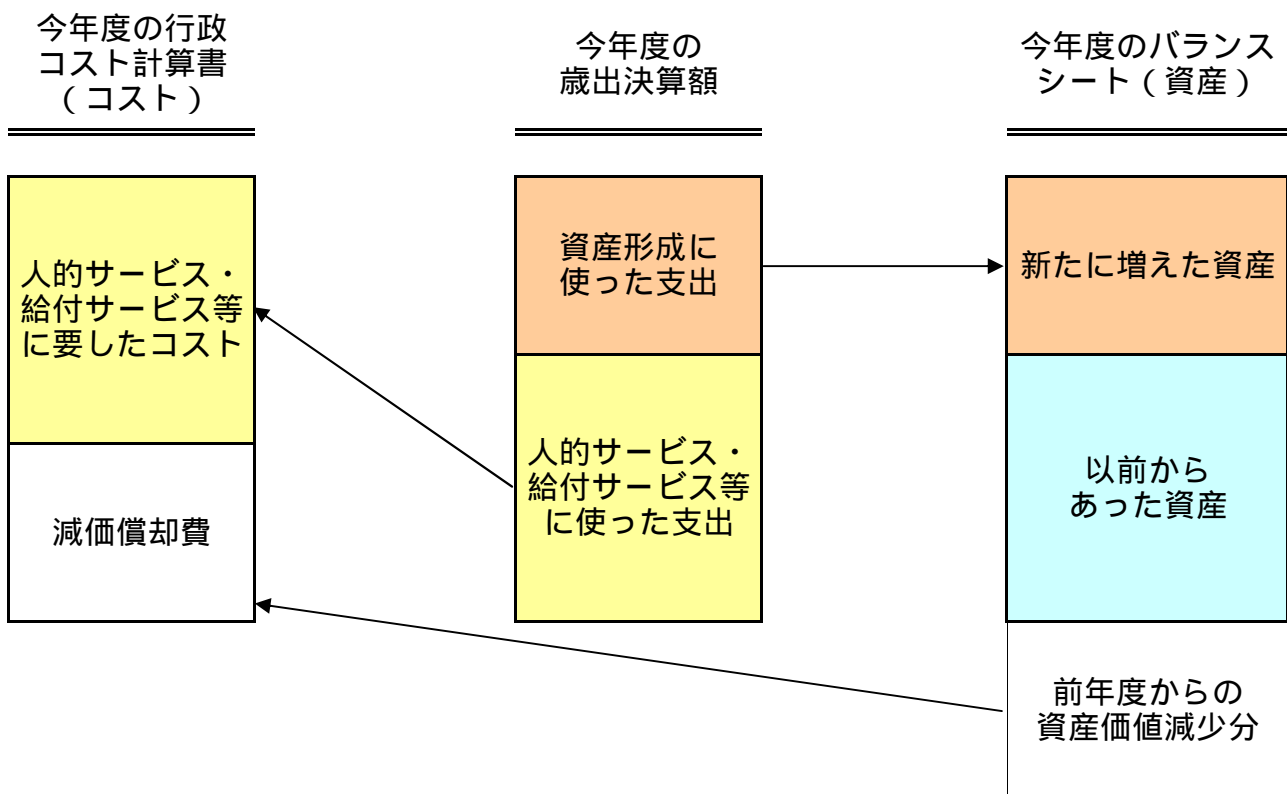 今年度の行政
コスト計算書
（コスト）
今年度の
歳出決算額
今年度のバランス
シート（資産）
人的サービス・
給付サービス等
に要したコスト
減価償却費
資産形成に
使った支出
人的サービス・
給付サービス等
に使った支出
新たに増えた資産
以前から
あった資産
前年度からの
資産価値減少分